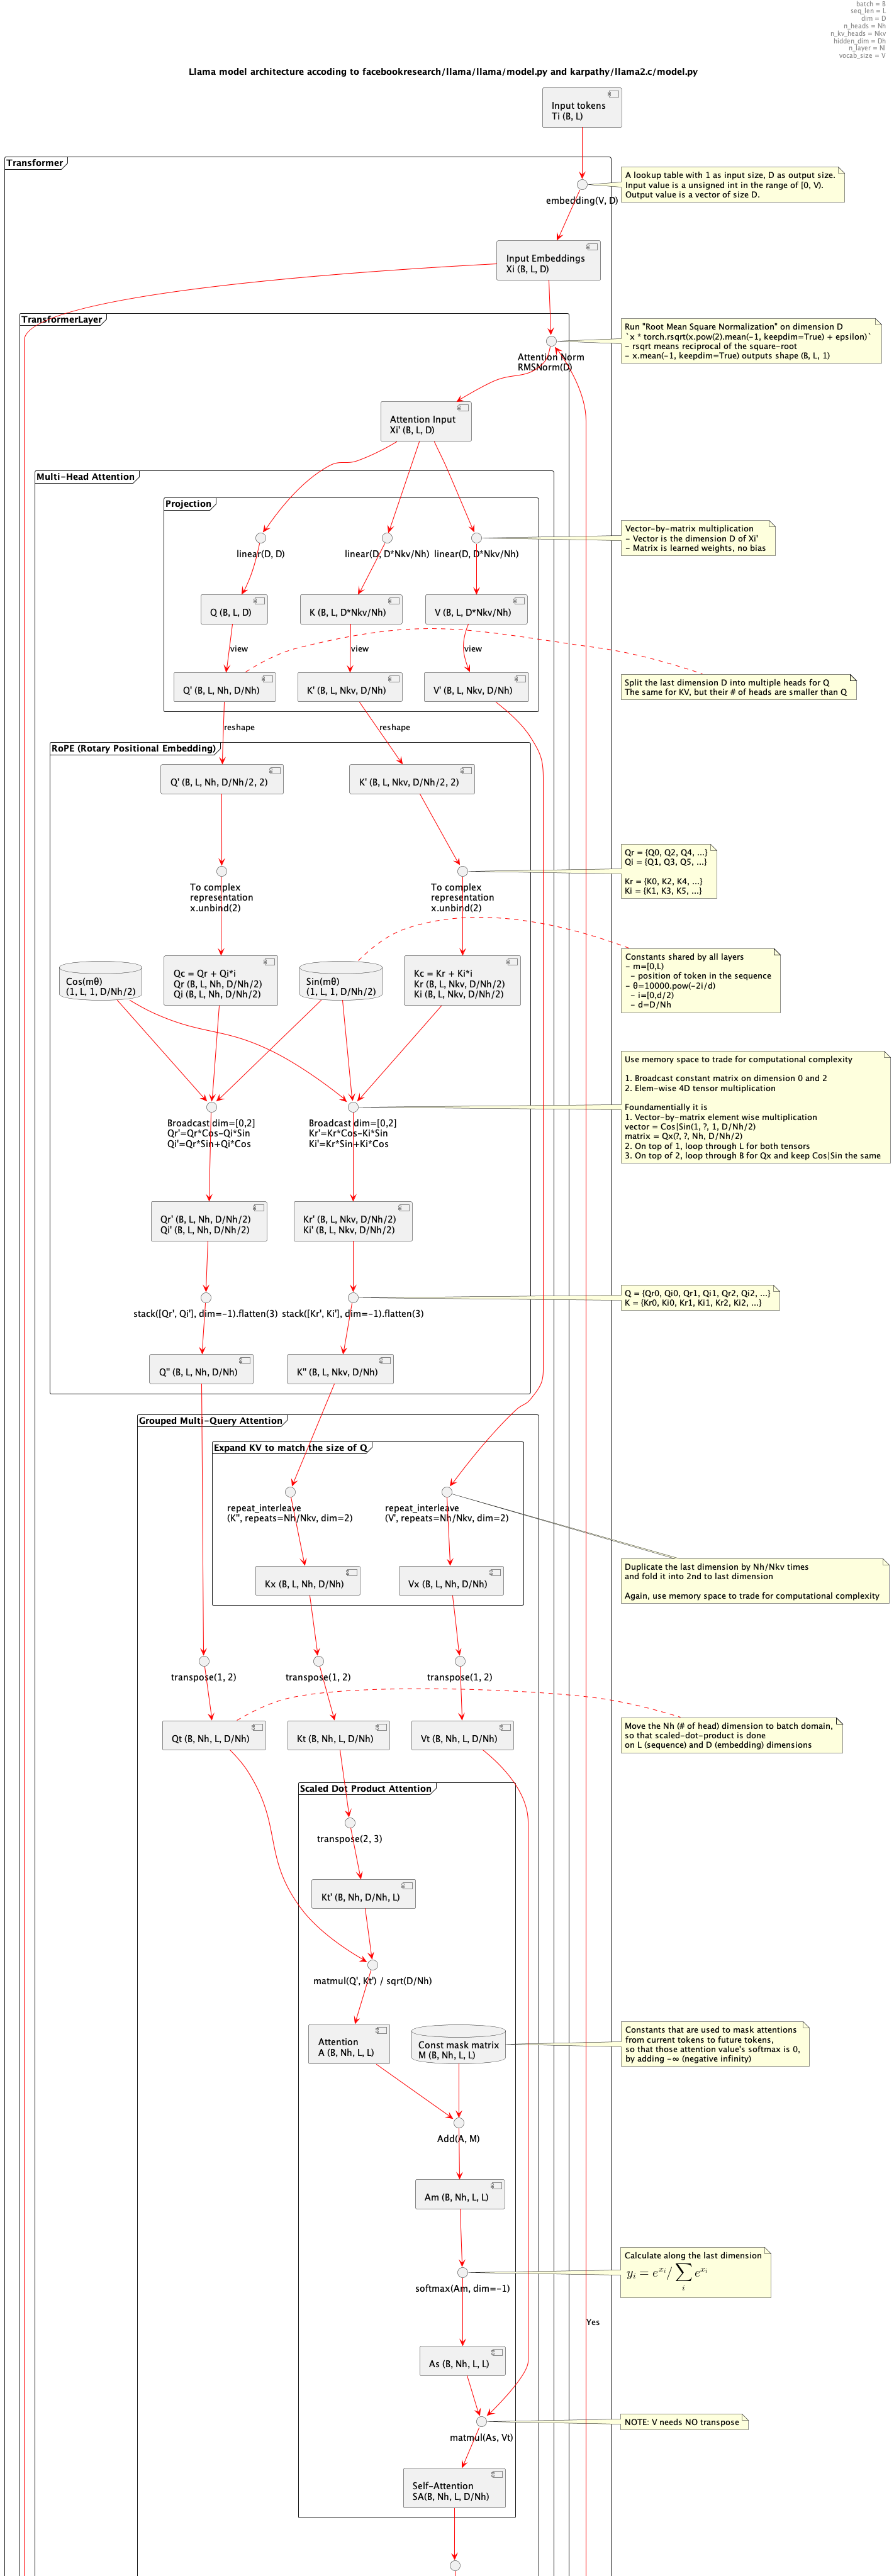 batch = B
seq_len = L
dim = D
n_heads = Nh
n_kv_heads = Nkv
hidden_dim = Dh
n_layer = Nl
vocab_size = V
Llama model architecture accoding to facebookresearch/llama/llama/model.py and karpathy/llama2.c/model.py
Input tokens
Ti (B, L)
Transformer
A lookup table with 1 as input size, D as output size.
Input value is a unsigned int in the range of [0, V).
Output value is a vector of size D.
embedding(V, D)
Input Embeddings
Xi (B, L, D)
TransformerLayer
Run "Root Mean Square Normalization" on dimension D
`x * torch.rsqrt(x.pow(2).mean(-1, keepdim=True) + epsilon)`
- rsqrt means reciprocal of the square-root
- x.mean(-1, keepdim=True) outputs shape (B, L, 1)
Attention Norm
RMSNorm(D)
Attention Input
Xi' (B, L, D)
Multi-Head Attention
Projection
Vector-by-matrix multiplication
- Vector is the dimension D of Xi'
- Matrix is learned weights, no bias
linear(D, D)
linear(D, D*Nkv/Nh)
linear(D, D*Nkv/Nh)
Q (B, L, D)
K (B, L, D*Nkv/Nh)
V (B, L, D*Nkv/Nh)
view
view
view
Q' (B, L, Nh, D/Nh)
K' (B, L, Nkv, D/Nh)
V' (B, L, Nkv, D/Nh)
Split the last dimension D into multiple heads for Q
The same for KV, but their # of heads are smaller than Q
reshape
reshape
RoPE (Rotary Positional Embedding)
Q' (B, L, Nh, D/Nh/2, 2)
K' (B, L, Nkv, D/Nh/2, 2)
Qr = {Q0, Q2, Q4, ...}
Qi = {Q1, Q3, Q5, ...}
Kr = {K0, K2, K4, ...}
Ki = {K1, K3, K5, ...}
To complex
representation
x.unbind(2)
To complex
representation
x.unbind(2)
Cos(mθ)
(1, L, 1, D/Nh/2)
Qc = Qr + Qi*i
Qr (B, L, Nh, D/Nh/2)
Qi (B, L, Nh, D/Nh/2)
Sin(mθ)
(1, L, 1, D/Nh/2)
Kc = Kr + Ki*i
Kr (B, L, Nkv, D/Nh/2)
Ki (B, L, Nkv, D/Nh/2)
Constants shared by all layers
- m=[0,L)
- position of token in the sequence
- θ=10000.pow(-2i/d)
- i=[0,d/2)
- d=D/Nh
Use memory space to trade for computational complexity
1. Broadcast constant matrix on dimension 0 and 2
2. Elem-wise 4D tensor multiplication
Foundamentially it is
1. Vector-by-matrix element wise multiplication
vector = Cos|Sin(1, ?, 1, D/Nh/2)
matrix = Qx(?, ?, Nh, D/Nh/2)
2. On top of 1, loop through L for both tensors
3. On top of 2, loop through B for Qx and keep Cos|Sin the same
Broadcast dim=[0,2]
Qr'=Qr*Cos-Qi*Sin
Qi'=Qr*Sin+Qi*Cos
Broadcast dim=[0,2]
Kr'=Kr*Cos-Ki*Sin
Ki'=Kr*Sin+Ki*Cos
Qr' (B, L, Nh, D/Nh/2)
Qi' (B, L, Nh, D/Nh/2)
Kr' (B, L, Nkv, D/Nh/2)
Ki' (B, L, Nkv, D/Nh/2)
Q = {Qr0, Qi0, Qr1, Qi1, Qr2, Qi2, ...}
K = {Kr0, Ki0, Kr1, Ki1, Kr2, Ki2, ...}
stack([Qr', Qi'], dim=-1).flatten(3)
stack([Kr', Ki'], dim=-1).flatten(3)
Q'' (B, L, Nh, D/Nh)
K'' (B, L, Nkv, D/Nh)
Grouped Multi-Query Attention
Expand KV to match the size of Q
repeat_interleave
(K'', repeats=Nh/Nkv, dim=2)
repeat_interleave
(V', repeats=Nh/Nkv, dim=2)
Duplicate the last dimension by Nh/Nkv times
and fold it into 2nd to last dimension
Again, use memory space to trade for computational complexity
Kx (B, L, Nh, D/Nh)
Vx (B, L, Nh, D/Nh)
transpose(1, 2)
transpose(1, 2)
transpose(1, 2)
Qt (B, Nh, L, D/Nh)
Kt (B, Nh, L, D/Nh)
Vt (B, Nh, L, D/Nh)
Move the Nh (# of head) dimension to batch domain,
so that scaled-dot-product is done
on L (sequence) and D (embedding) dimensions
Scaled Dot Product Attention
transpose(2, 3)
Kt' (B, Nh, D/Nh, L)
matmul(Q', Kt') / sqrt(D/Nh)
Attention
A (B, Nh, L, L)
Const mask matrix
M (B, Nh, L, L)
Constants that are used to mask attentions
from current tokens to future tokens,
so that those attention value's softmax is 0,
by adding -∞ (negative infinity)
Add(A, M)
Am (B, Nh, L, L)
Calculate along the last dimension
y_i = e^{x_i} / ∑_i e^{x_i}
softmax(Am, dim=-1)
Yes
As (B, Nh, L, L)
NOTE: V needs NO transpose
matmul(As, Vt)
Self-Attention
SA(B, Nh, L, D/Nh)